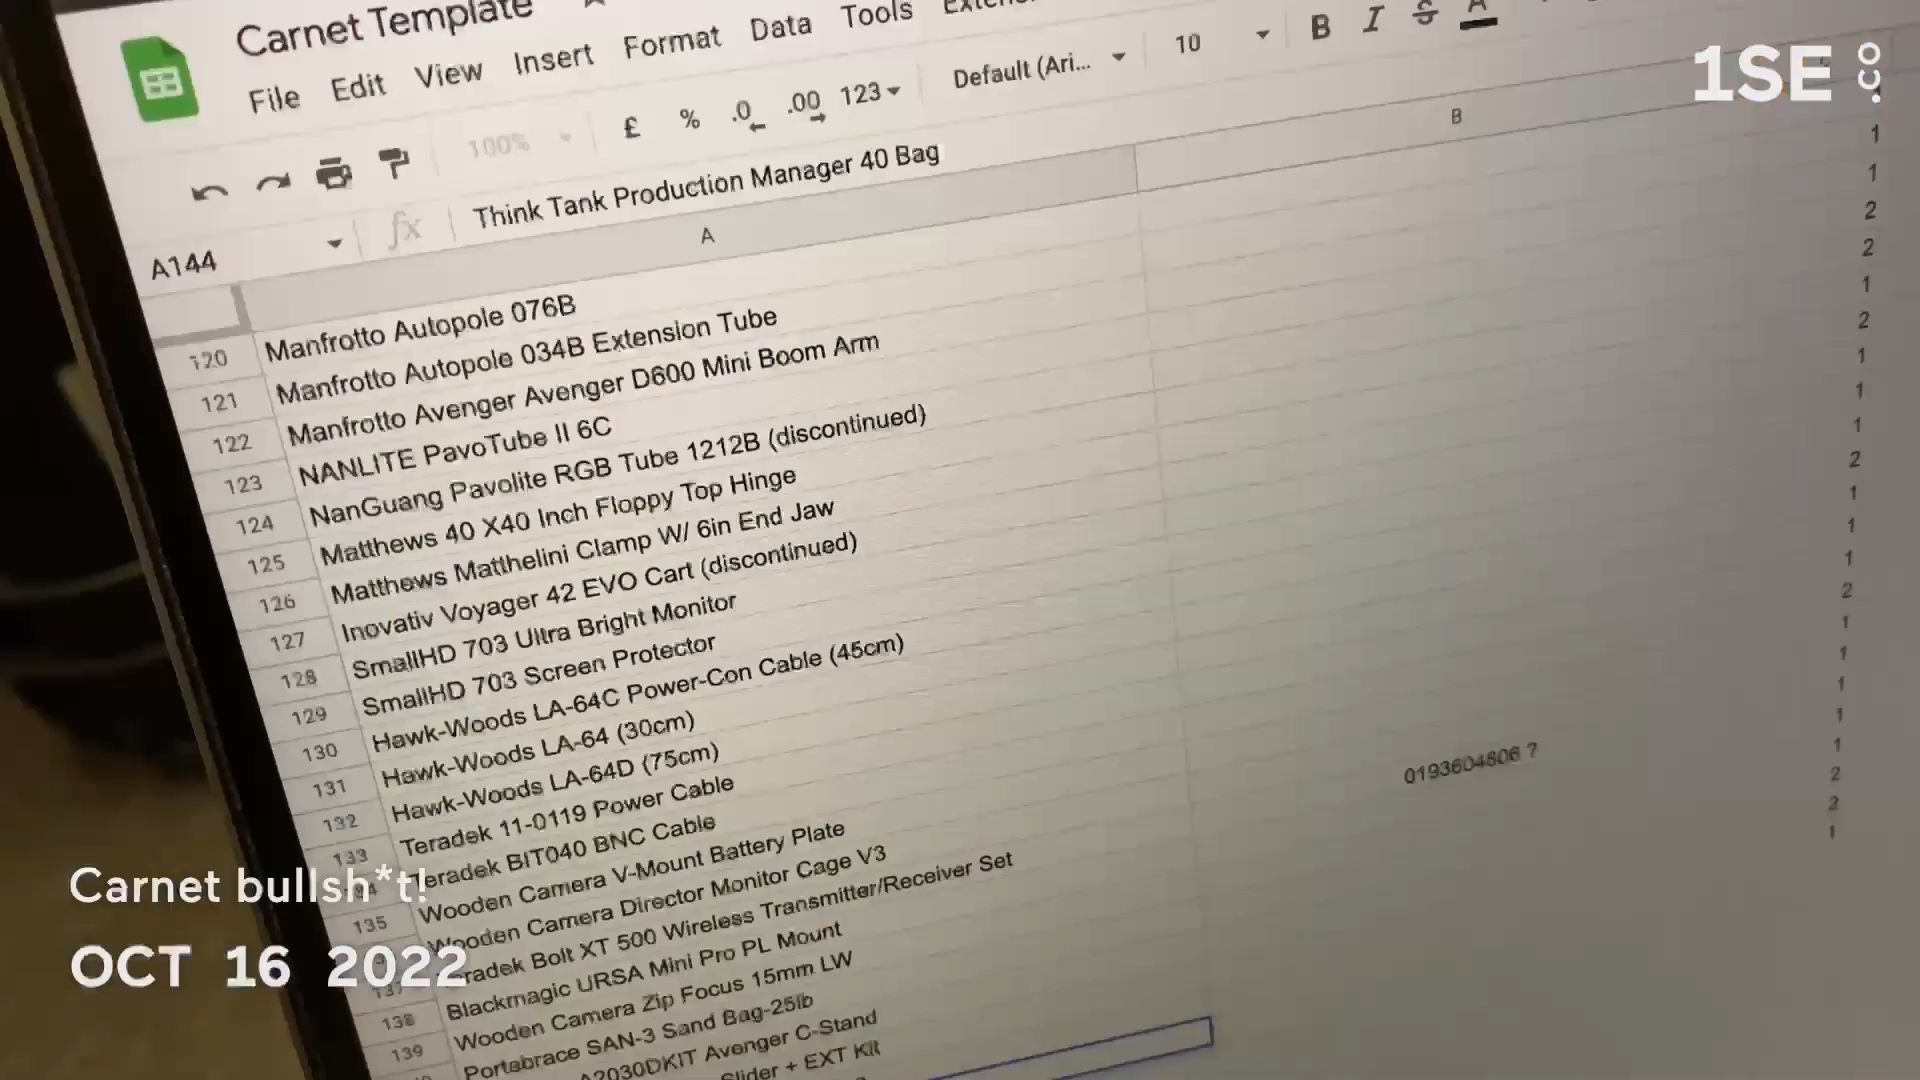 Carnet Template
File Edit View Insert Format Data Tools
100% £ % .0 .00 123 Default (Ari... 10 B I S A
A144 fx Think Tank Production Manager 40 Bag
A B
Manfrotto Autopole 076B
120 Manfrotto Autopole 034B Extension Tube
121 Manfrotto Avenger Avenger D600 Mini Boom Arm
122 NANLITE PavoTube II 6C
123 NanGuang Pavolite RGB Tube 1212B (discontinued)
124 Matthews 40 X40 Inch Floppy Top Hinge
125 Matthews Matthelini Clamp W/ 6in End Jaw
126 Inovativ Voyager 42 EVO Cart (discontinued)
127 SmallHD 703 Ultra Bright Monitor
128 SmallHD 703 Screen Protector
129 Hawk-Woods LA-64C Power-Con Cable (45cm)
130 Hawk-Woods LA-64 (30cm)
131 Hawk-Woods LA-64D (75cm)
132 Teradek 11-0119 Power Cable
133 Teradek BIT040 BNC Cable
Wooden Camera V-Mount Battery Plate
135 Wooden Camera Director Monitor Cage V3
Teradek Bolt XT 500 Wireless Transmitter/Receiver Set
137 Blackmagic URSA Mini Pro PL Mount
138 Wooden Camera Zip Focus 15mm LW
139 Portabrace SAN-3 Sand Bag-25lb
A2030DKIT Avenger C-Stand
Slider + EXT Kit
0193604806 ?
1
1
2
2
1
2
1
1
1
2
1
1
1
2
1
1
1
1
1
2
2
1
1SE.co
Carnet bullsh*t!
OCT 16 2022